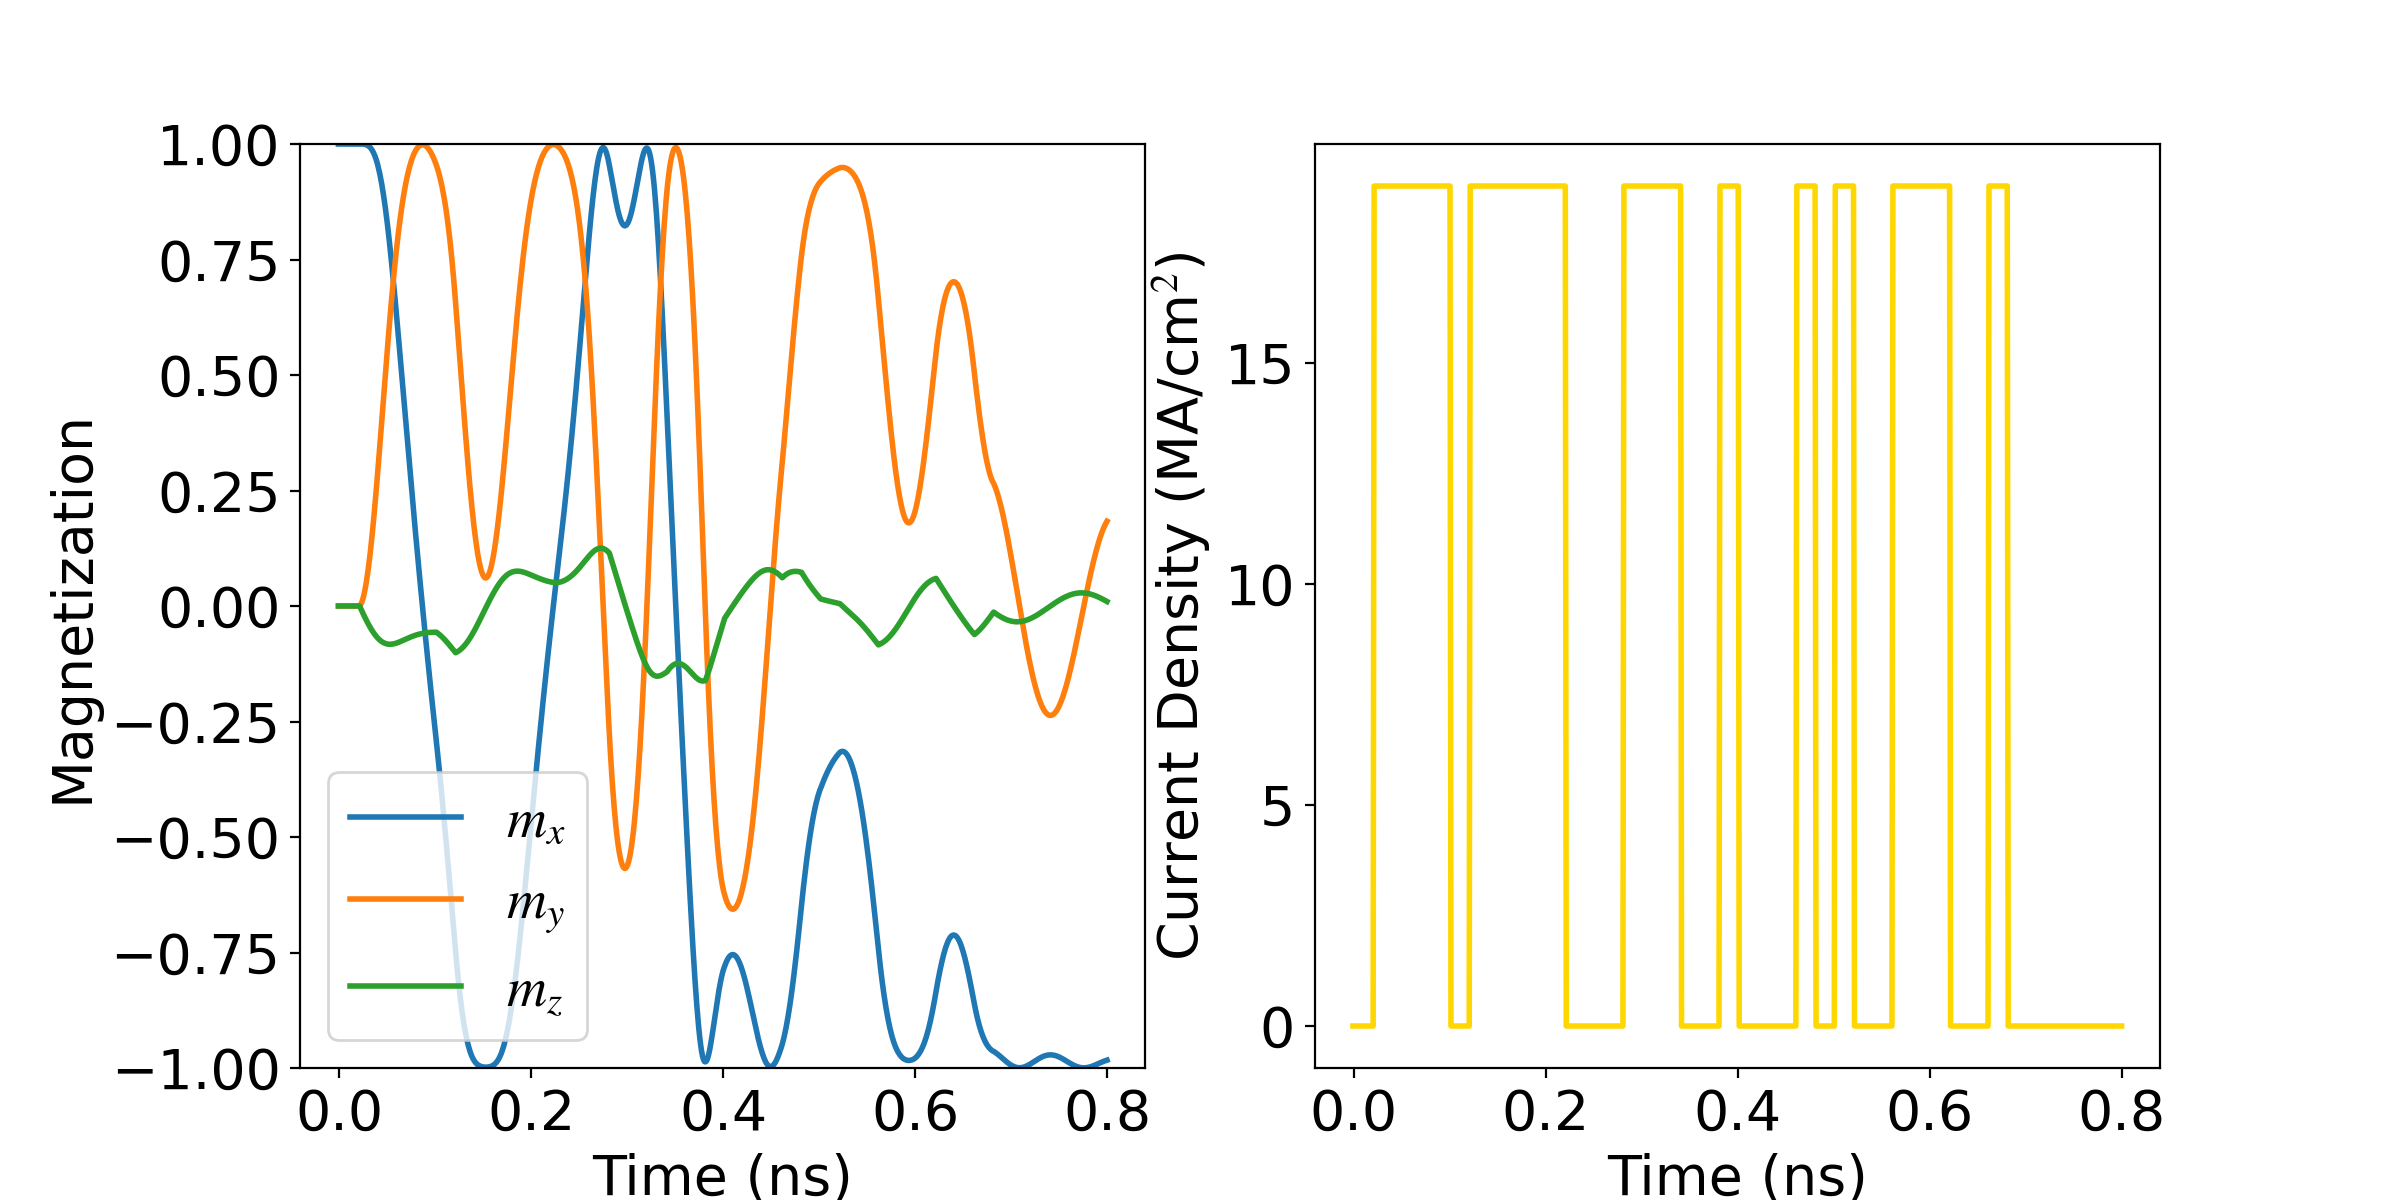 1.00
0.75
0.50
0.25
0.00
−0.25
−0.50
−0.75
−1.00
Magnetization
m_x
m_y
m_z
0.0 0.2 0.4 0.6 0.8
Time (ns)
15
10
5
0
Current Density (MA/cm²)
0.0 0.2 0.4 0.6 0.8
Time (ns)